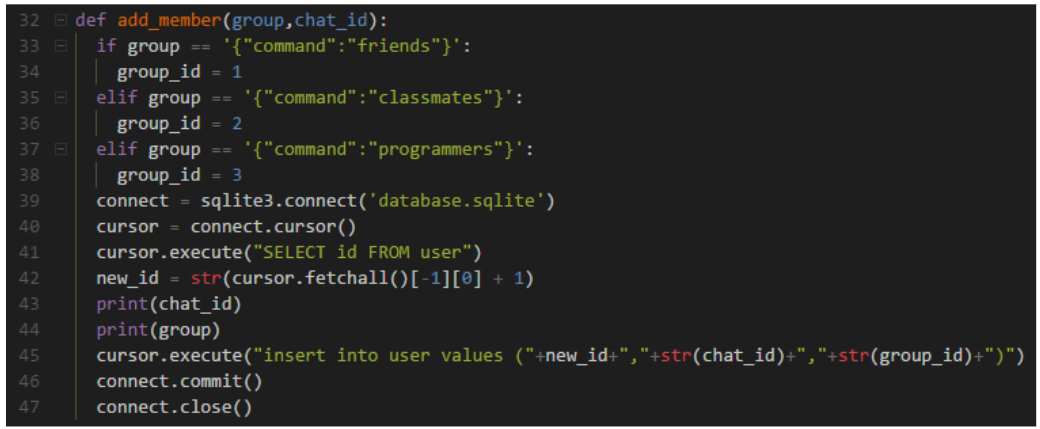 32 def add_member(group,chat_id):
33 if group == '{"command":"friends"}':
34 group_id = 1
35 elif group == '{"command":"classmates"}':
36 group_id = 2
37 elif group == '{"command":"programmers"}':
38 group_id = 3
39 connect = sqlite3.connect('database.sqlite')
40 cursor = connect.cursor()
41 cursor.execute("SELECT id FROM user")
42 new_id = str(cursor.fetchall()[-1][0] + 1)
43 print(chat_id)
44 print(group)
45 cursor.execute("insert into user values ("+new_id+","+str(chat_id)+","+str(group_id)+")")
46 connect.commit()
47 connect.close()